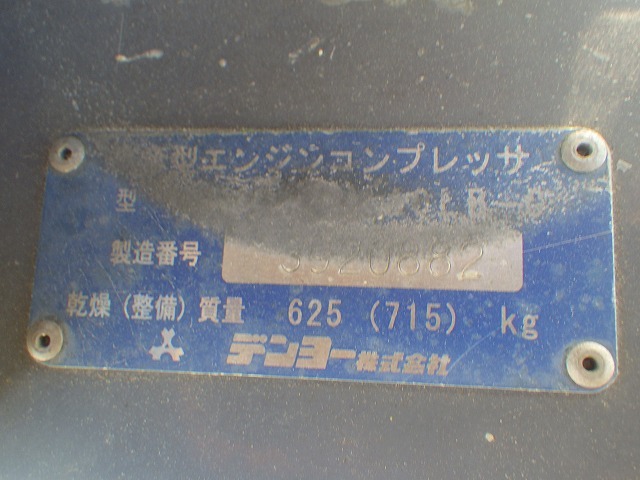 型エンジンコンプレッサ
型
製造番号
乾燥（整備）質量 625 (715) kg
デンヨー株式会社